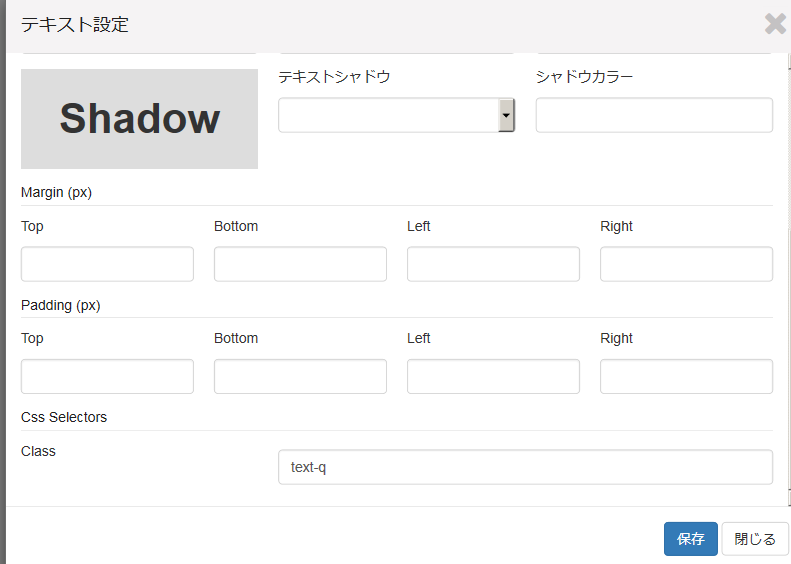 テキスト設定
Shadow
テキストシャドウ
シャドウカラー
Margin (px)
Top Bottom Left Right
Padding (px)
Top Bottom Left Right
Css Selectors
Class
text-q
保存 閉じる